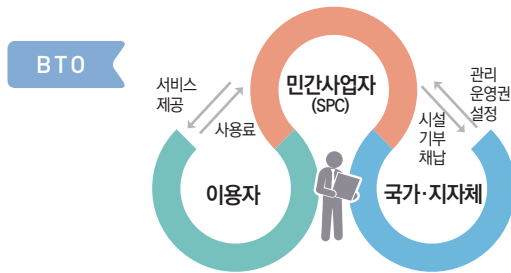 BTO
서비스
제공
사용료
민간사업자
(SPC)
관리
운영권
설정
시설
기부
채납
이용자
국가·지자체